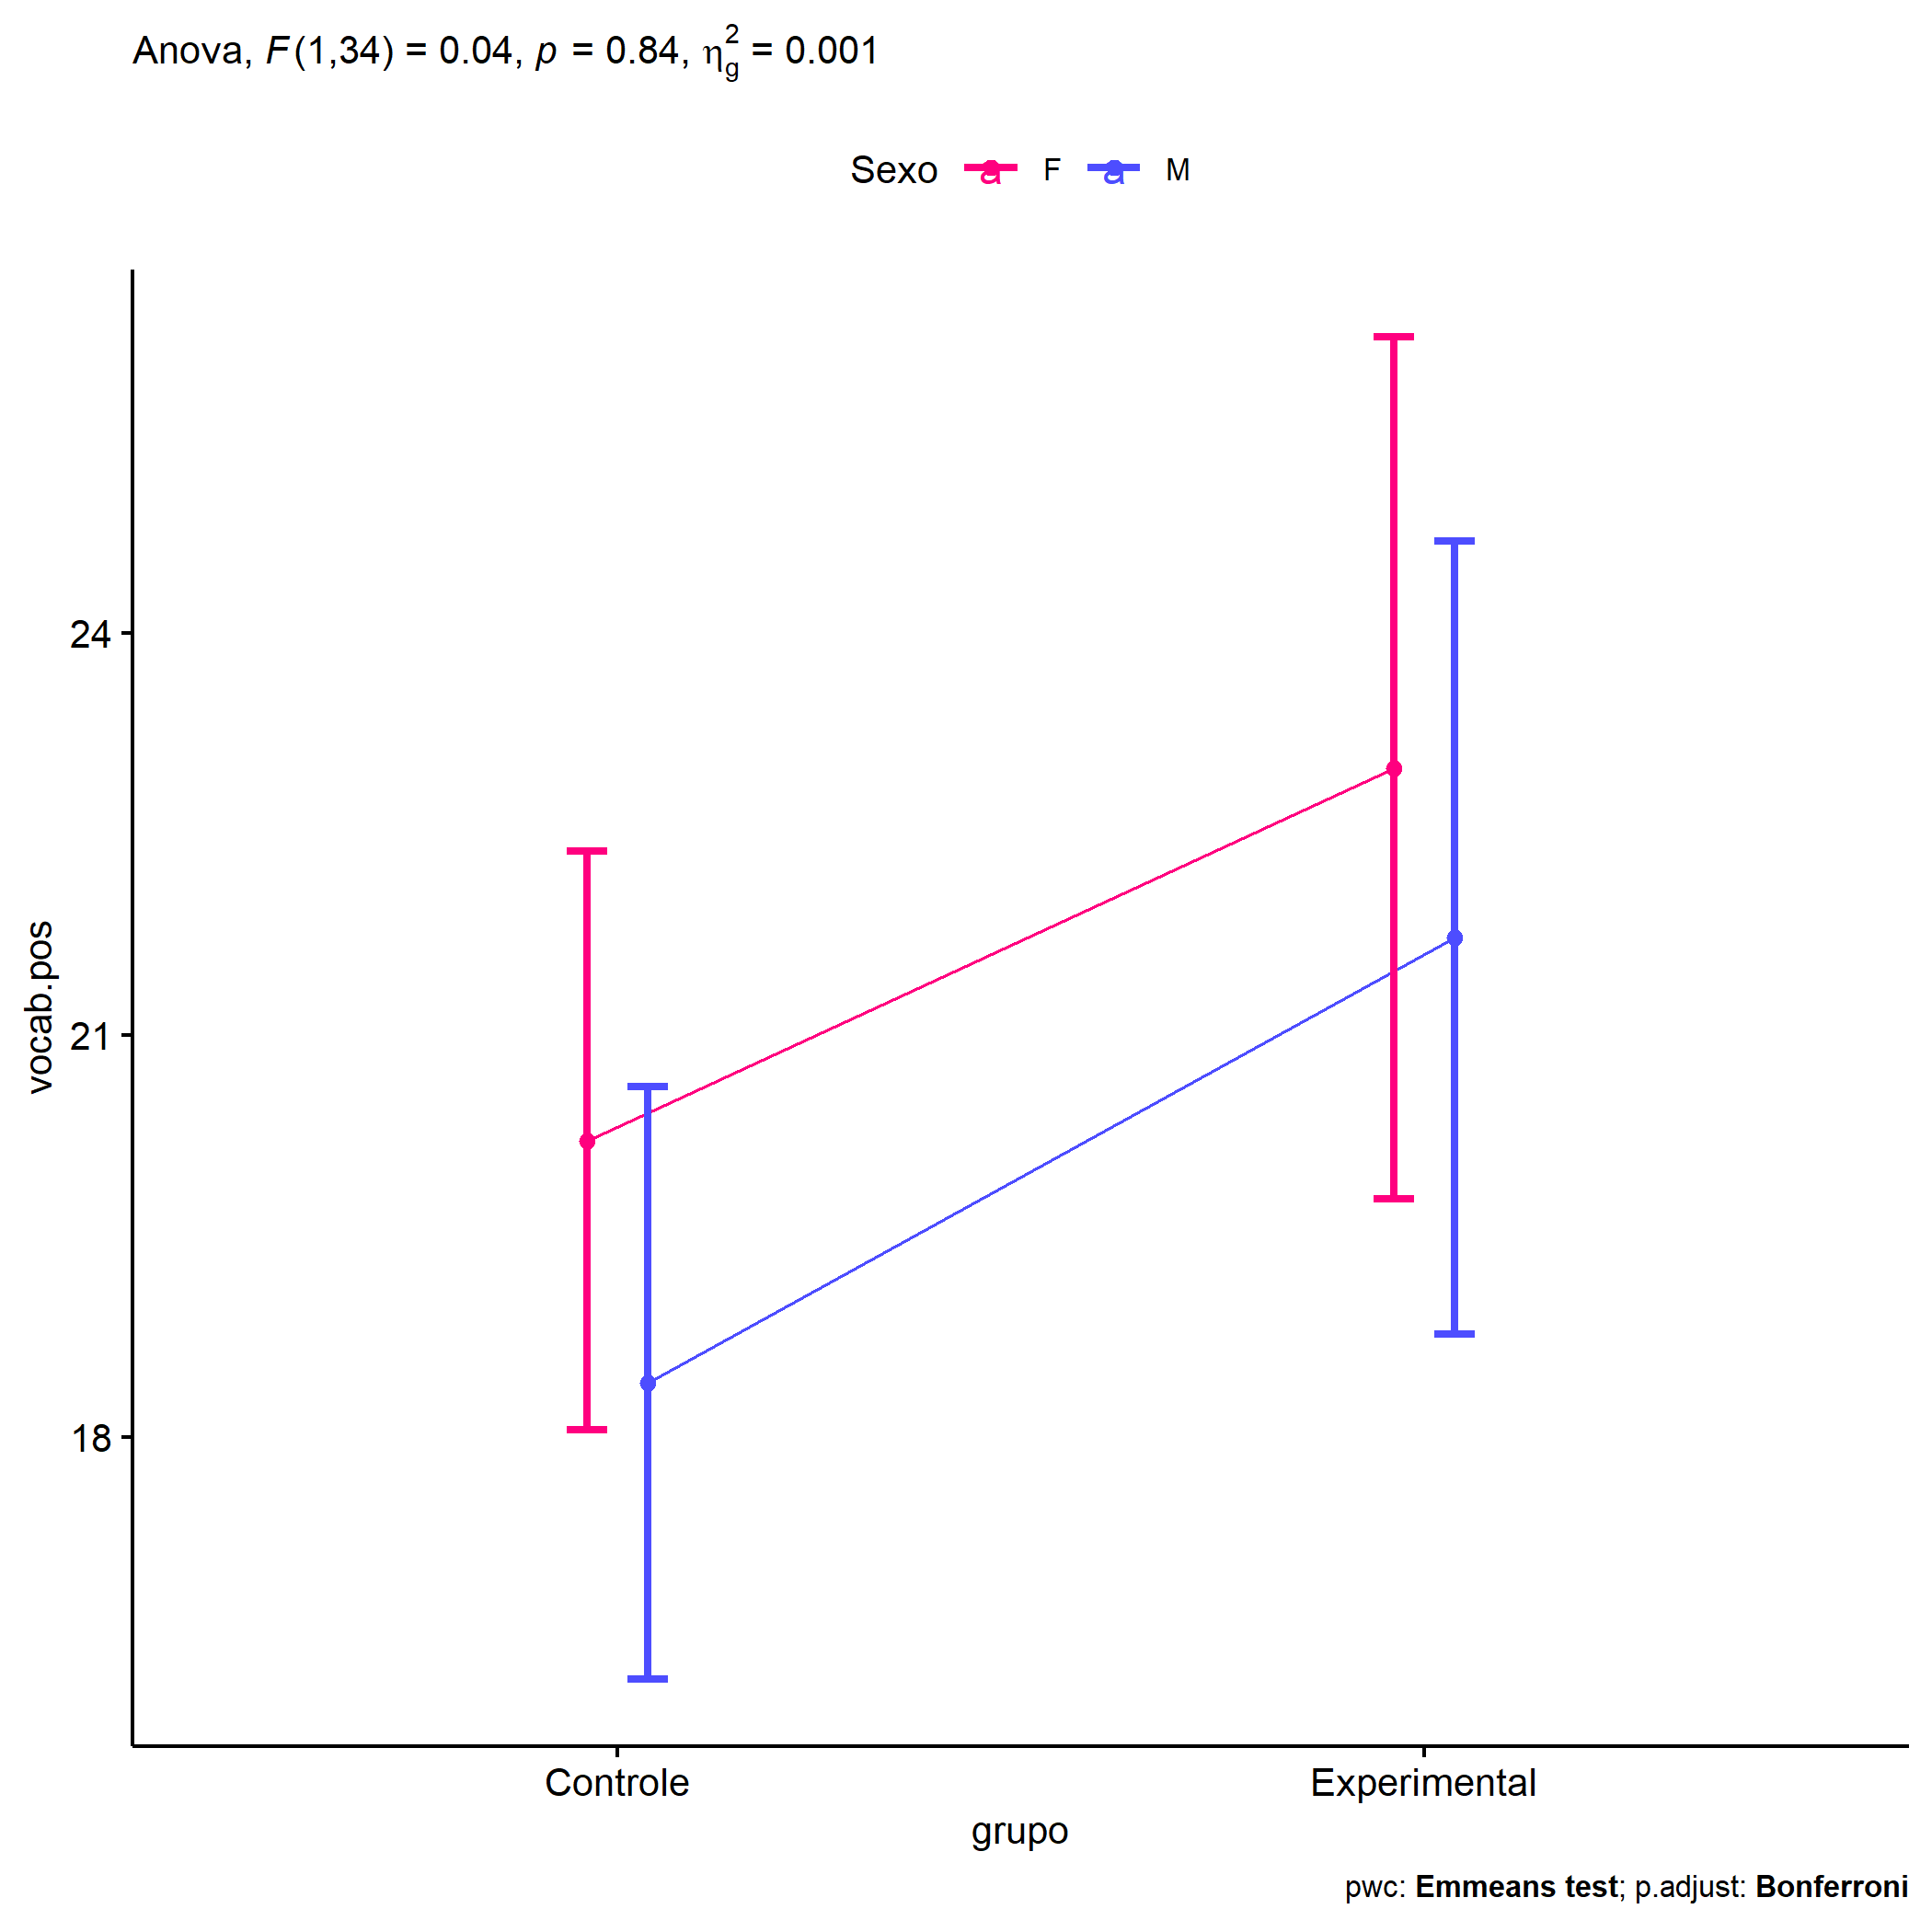 Anova, F(1,34) = 0.04, p = 0.84, η²g = 0.001
Sexo a F a M
24
21
18
vocab.pos
Controle Experimental
grupo
pwc: Emmeans test; p.adjust: Bonferroni